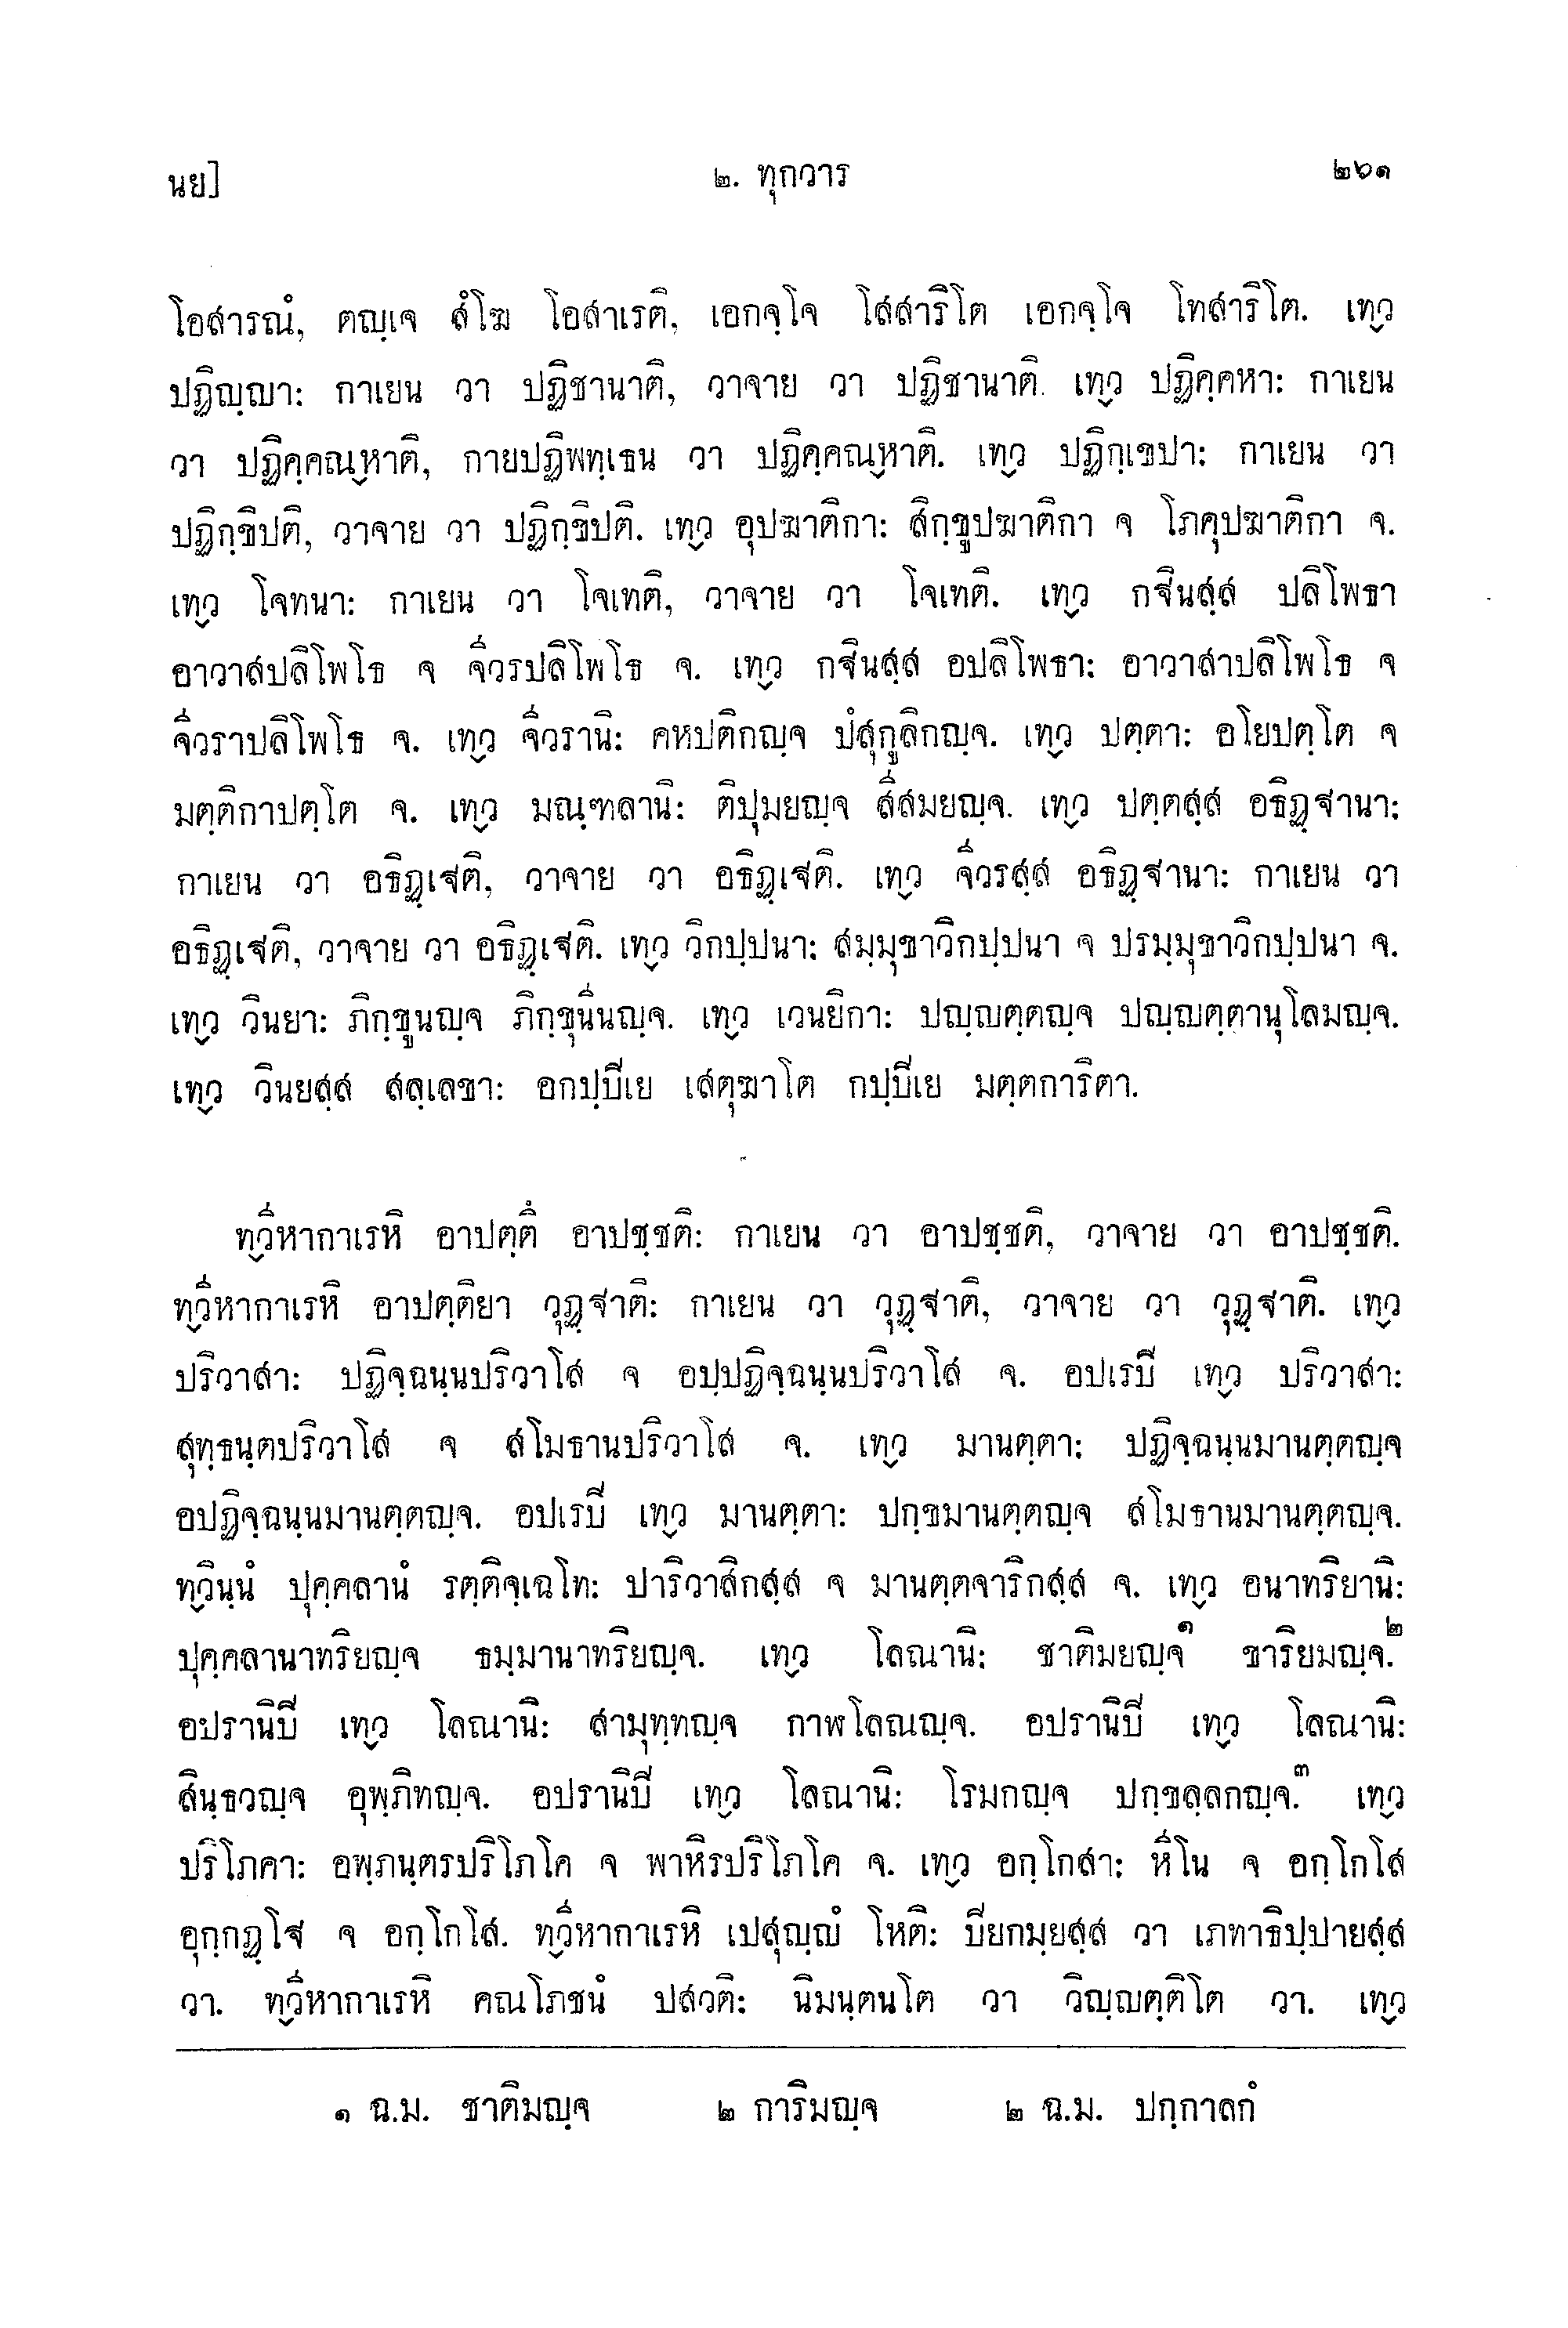 นย]
๒. ทุกวาร
๒๖๑
โอสารณํ, ตญฺเจ สํโฆ โอสาเรติ, เอกจฺโจ โสสาริโต เอกจฺโจ โทสาริโต. เทฺว
ปฏิญฺญา: กาเยน วา ปฏิชานาติ, วาจาย วา ปฏิชานาติ. เทฺว ปฏิคฺคหา: กาเยน
วา ปฏิคฺคณฺหาติ, กายปฏิพทฺเธน วา ปฏิคฺคณฺหาติ. เทฺว ปฏิกฺเขปา: กาเยน วา
ปฏิกฺขิปติ, วาจาย วา ปฏิกฺขิปติ. เทฺว อุปฆาติกา: สิกฺขูปฆาติกา จ โภคุปฆาติกา จ.
เทฺว โจทนา: กาเยน วา โจเทติ, วาจาย วา โจเทติ. เทฺว กฐินสฺส ปลิโพธา
อาวาสปลิโพโธ จ จีวรปลิโพโธ จ. เทฺว กฐินสฺส อปลิโพธา: อาวาสาปลิโพโธ จ
จีวราปลิโพโธ จ. เทฺว จีวรานิ: คหปติกญฺจ ปํสุกูลิกญฺจ. เทฺว ปตฺตา: อโยปตฺโต จ
มตฺติกาปตฺโต จ. เทฺว มณฺฑลานิ: ติปุมยญฺจ สีสมยญฺจ. เทฺว ปตฺตสฺส อธิฏฺฐานา:
กาเยน วา อธิฏฺเฐติ, วาจาย วา อธิฏฺเฐติ. เทฺว จีวรสฺส อธิฏฺฐานา: กาเยน วา
อธิฏฺเฐติ, วาจาย วา อธิฏฺเฐติ. เทฺว วิกปฺปนา: สมฺมุขาวิกปฺปนา จ ปรมฺมุขาวิกปฺปนา จ.
เทฺว วินยา: ภิกฺขูนญฺจ ภิกฺขุนีนญฺจ. เทฺว เวนยิกา: ปญฺญตฺตญฺจ ปญฺญตฺตานุโลมญฺจ.
เทฺว วินยสฺส สลฺเลขา: อกปฺปิเย เสตุฆาโต กปฺปิเย มตฺตการิตา.
ทฺวีหากาเรหิ อาปตฺตึ อาปชฺชติ: กาเยน วา อาปชฺชติ, วาจาย วา อาปชฺชติ.
ทฺวีหากาเรหิ อาปตฺติยา วุฏฺฐาติ: กาเยน วา วุฏฺฐาติ, วาจาย วา วุฏฺฐาติ. เทฺว
ปริวาสา: ปฏิจฺฉนฺนปริวาโส จ อปฺปฏิจฺฉนฺนปริวาโส จ. อปเรปิ เทฺว ปริวาสา:
สุทฺธนฺตปริวาโส จ สโมธานปริวาโส จ. เทฺว มานตฺตา: ปฏิจฺฉนฺนมานตฺตญฺจ
อปฏิจฺฉนฺนมานตฺตญฺจ. อปเรปิ เทฺว มานตฺตา: ปกฺขมานตฺตญฺจ สโมธานมานตฺตญฺจ.
ทฺวินฺนํ ปุคฺคลานํ รตฺติจฺเฉโท: ปาริวาสิกสฺส จ มานตฺตจาริกสฺส จ. เทฺว อนาทริยานิ:
ปุคฺคลานาทริยญฺจ ธมฺมานาทริยญฺจ. เทฺว โลณานิ: ชาติมยญฺจ๑ ขาริยมญฺจ.๒
อปรานิปิ เทฺว โลณานิ: สามุทฺทญฺจ กาฬโลณญฺจ. อปรานิปิ เทฺว โลณานิ:
สินฺธวญฺจ อุพฺภิทญฺจ. อปรานิปิ เทฺว โลณานิ: โรมกญฺจ ปกฺขลฺลกญฺจ.๓ เทฺว
ปริโภคา: อพฺภนฺตรปริโภโค จ พาหิรปริโภโค จ. เทฺว อกฺโกสา: หีโน จ อกฺโกโส
อุกฺกฏฺโฐ จ อกฺโกโส. ทฺวีหากาเรหิ เปสุญฺญํ โหติ: ปิยกมฺยสฺส วา เภทาธิปฺปายสฺส
วา. ทฺวีหากาเรหิ คณโภชนํ ปสวติ: นิมนฺตนโต วา วิญฺญตฺติโต วา. เทฺว
๑ ฉ.ม. ชาติมญฺจ ๒ การิมญฺจ ๒ ฉ.ม. ปกฺกาลกํ